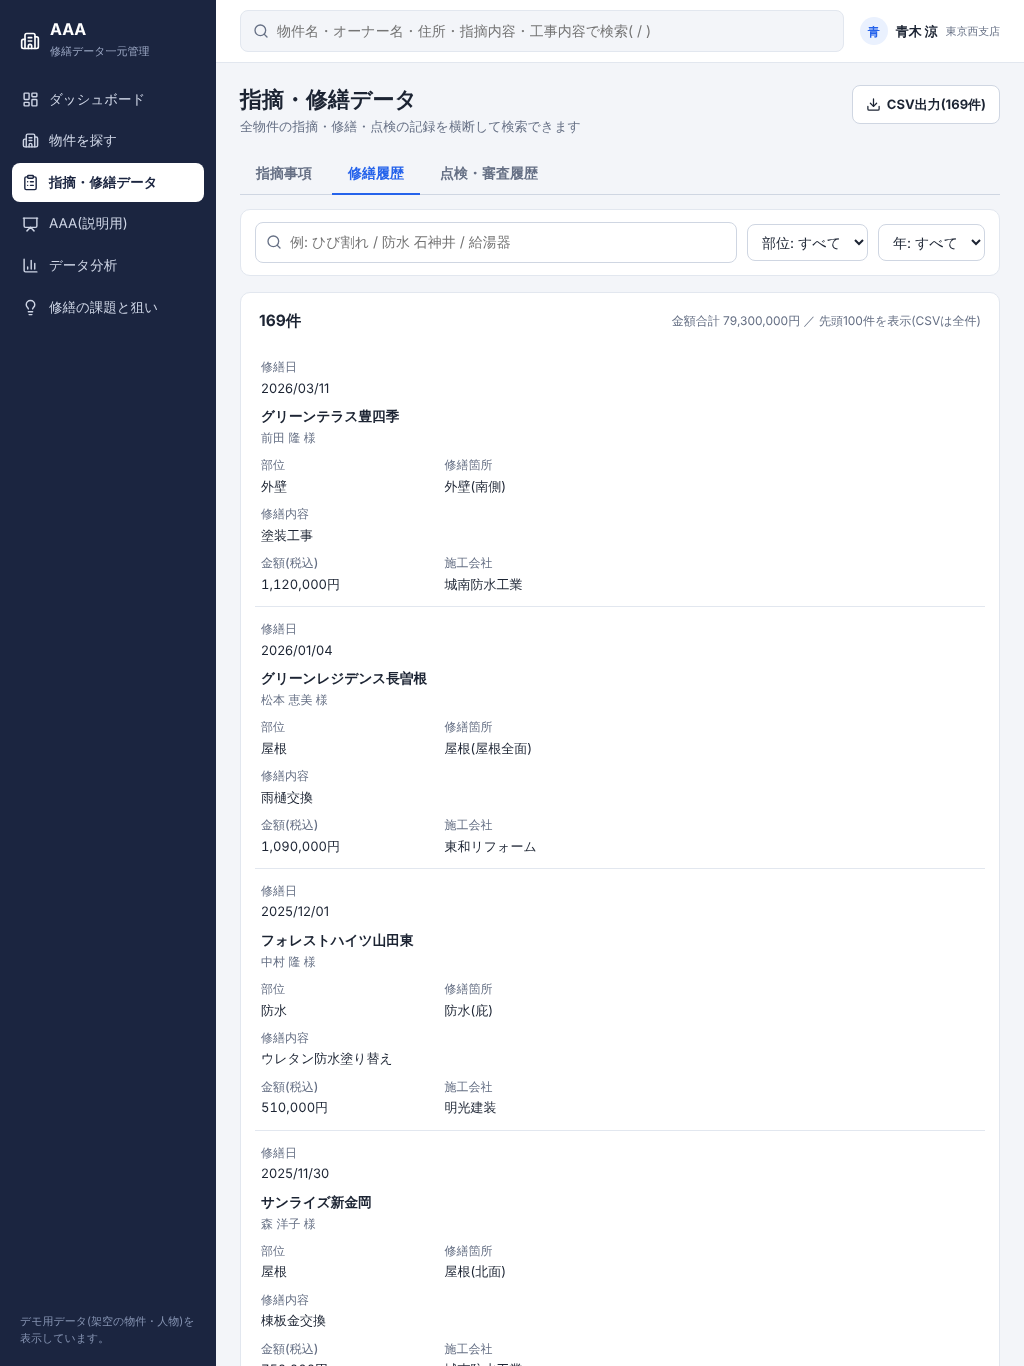 AAA
修繕データ一元管理
ダッシュボード
物件を探す
指摘・修繕データ
AAA(説明用)
データ分析
修繕の課題と狙い
デモ用データ(架空の物件・人物)を
表示しています。
物件名・オーナー名・住所・指摘内容・工事内容で検索( / )
青 青木 涼 東京西支店
指摘・修繕データ
全物件の指摘・修繕・点検の記録を横断して検索できます
CSV出力(169件)
指摘事項 修繕履歴 点検・審査履歴
例: ひび割れ / 防水 石神井 / 給湯器
部位: すべて
年: すべて
169件
金額合計 79,300,000円 ／ 先頭100件を表示(CSVは全件)
修繕日
2026/03/11
グリーンテラス豊四季
前田 隆 様
部位 修繕箇所
外壁 外壁(南側)
修繕内容
塗装工事
金額(税込) 施工会社
1,120,000円 城南防水工業
修繕日
2026/01/04
グリーンレジデンス長曽根
松本 恵美 様
部位 修繕箇所
屋根 屋根(屋根全面)
修繕内容
雨樋交換
金額(税込) 施工会社
1,090,000円 東和リフォーム
修繕日
2025/12/01
フォレストハイツ山田東
中村 隆 様
部位 修繕箇所
防水 防水(庇)
修繕内容
ウレタン防水塗り替え
金額(税込) 施工会社
510,000円 明光建装
修繕日
2025/11/30
サンライズ新金岡
森 洋子 様
部位 修繕箇所
屋根 屋根(北面)
修繕内容
棟板金交換
金額(税込) 施工会社